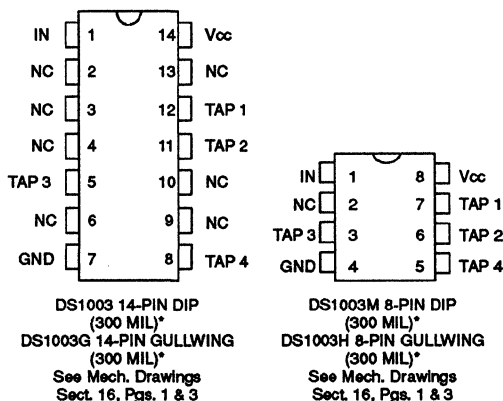 IN 1 14 Vcc
NC 2 13 NC
NC 3 12 TAP 1
NC 4 11 TAP 2
TAP 3 5 10 NC
NC 6 9 NC
GND 7 8 TAP 4
DS1003 14-PIN DIP
(300 MIL)*
DS1003G 14-PIN GULLWING
(300 MIL)*
See Mech. Drawings
Sect. 16, Pgs. 1 & 3
IN 1 8 Vcc
NC 2 7 TAP 1
TAP 3 3 6 TAP 2
GND 4 5 TAP 4
DS1003M 8-PIN DIP
(300 MIL)*
DS1003H 8-PIN GULLWING
(300 MIL)*
See Mech. Drawings
Sect. 16, Pgs. 1 & 3